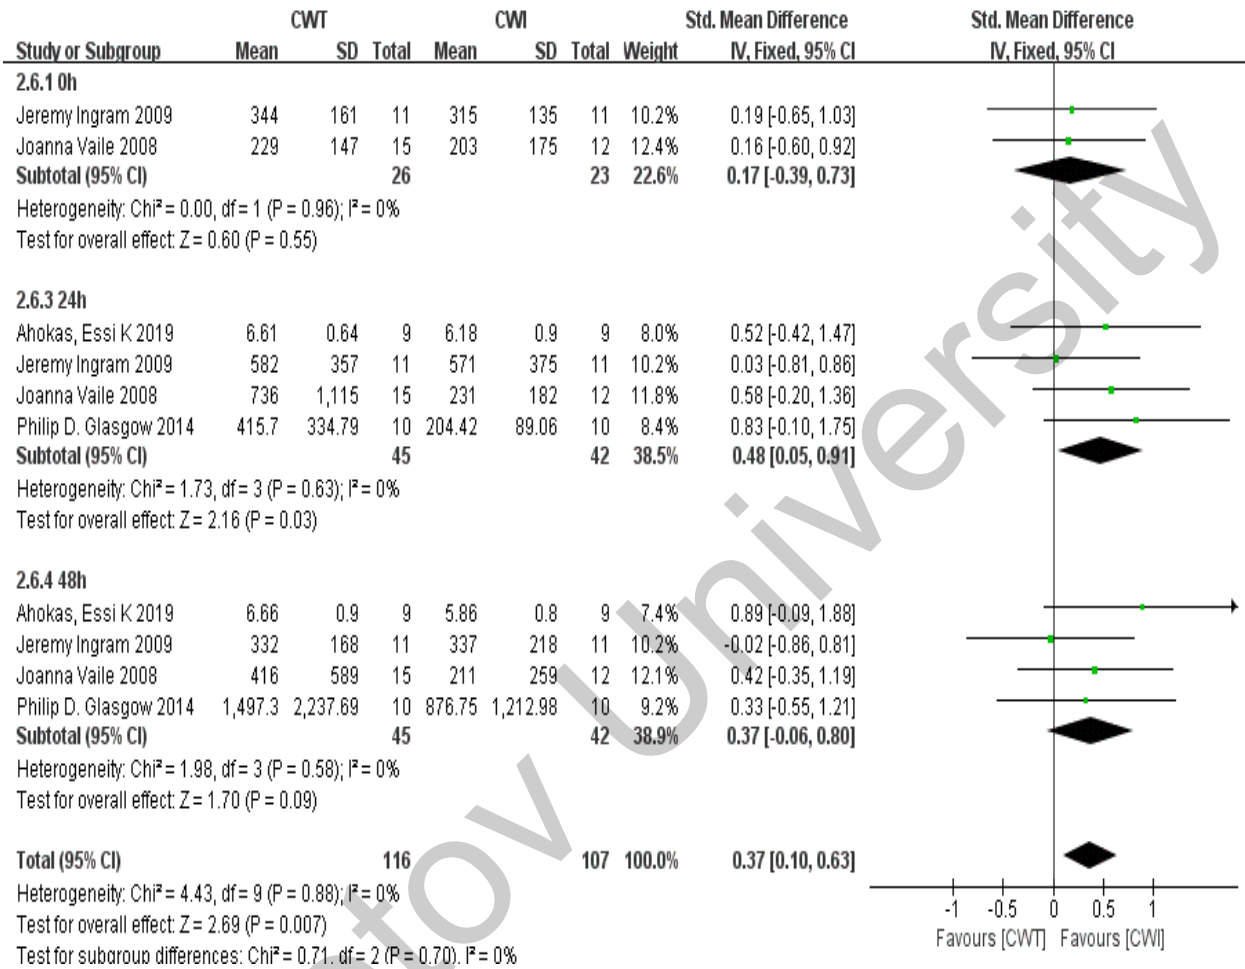 CWT CWI Std. Mean Difference Std. Mean Difference
Study or Subgroup Mean SD Total Mean SD Total Weight IV, Fixed, 95% CI IV, Fixed, 95% CI
2.6.1 0h
Jeremy Ingram 2009 344 161 11 315 135 11 10.2% 0.19 [-0.65, 1.03]
Joanna Vaile 2008 229 147 15 203 175 12 12.4% 0.16 [-0.60, 0.92]
Subtotal (95% CI) 26 23 22.6% 0.17 [-0.39, 0.73]
Heterogeneity: Chi² = 0.00, df = 1 (P = 0.96); I² = 0%
Test for overall effect: Z = 0.60 (P = 0.55)
2.6.3 24h
Ahokas, Essi K 2019 6.61 0.64 9 6.18 0.9 9 8.0% 0.52 [-0.42, 1.47]
Jeremy Ingram 2009 582 357 11 571 375 11 10.2% 0.03 [-0.81, 0.86]
Joanna Vaile 2008 736 1,115 15 231 182 12 11.8% 0.58 [-0.20, 1.36]
Philip D. Glasgow 2014 415.7 334.79 10 204.42 89.06 10 8.4% 0.83 [-0.10, 1.75]
Subtotal (95% CI) 45 42 38.5% 0.48 [0.05, 0.91]
Heterogeneity: Chi² = 1.73, df = 3 (P = 0.63); I² = 0%
Test for overall effect: Z = 2.16 (P = 0.03)
2.6.4 48h
Ahokas, Essi K 2019 6.66 0.9 9 5.86 0.8 9 7.4% 0.89 [-0.09, 1.88]
Jeremy Ingram 2009 332 168 11 337 218 11 10.2% -0.02 [-0.86, 0.81]
Joanna Vaile 2008 416 589 15 211 259 12 12.1% 0.42 [-0.35, 1.19]
Philip D. Glasgow 2014 1,497.3 2,237.69 10 876.75 1,212.98 10 9.2% 0.33 [-0.55, 1.21]
Subtotal (95% CI) 45 42 38.9% 0.37 [-0.06, 0.80]
Heterogeneity: Chi² = 1.98, df = 3 (P = 0.58); I² = 0%
Test for overall effect: Z = 1.70 (P = 0.09)
Total (95% CI) 116 107 100.0% 0.37 [0.10, 0.63]
Heterogeneity: Chi² = 4.43, df = 9 (P = 0.88); I² = 0%
Test for overall effect: Z = 2.69 (P = 0.007)
Test for subgroup differences: Chi² = 0.71, df = 2 (P = 0.70), I² = 0%
-1 -0.5 0 0.5 1
Favours [CWT] Favours [CWI]
tov University